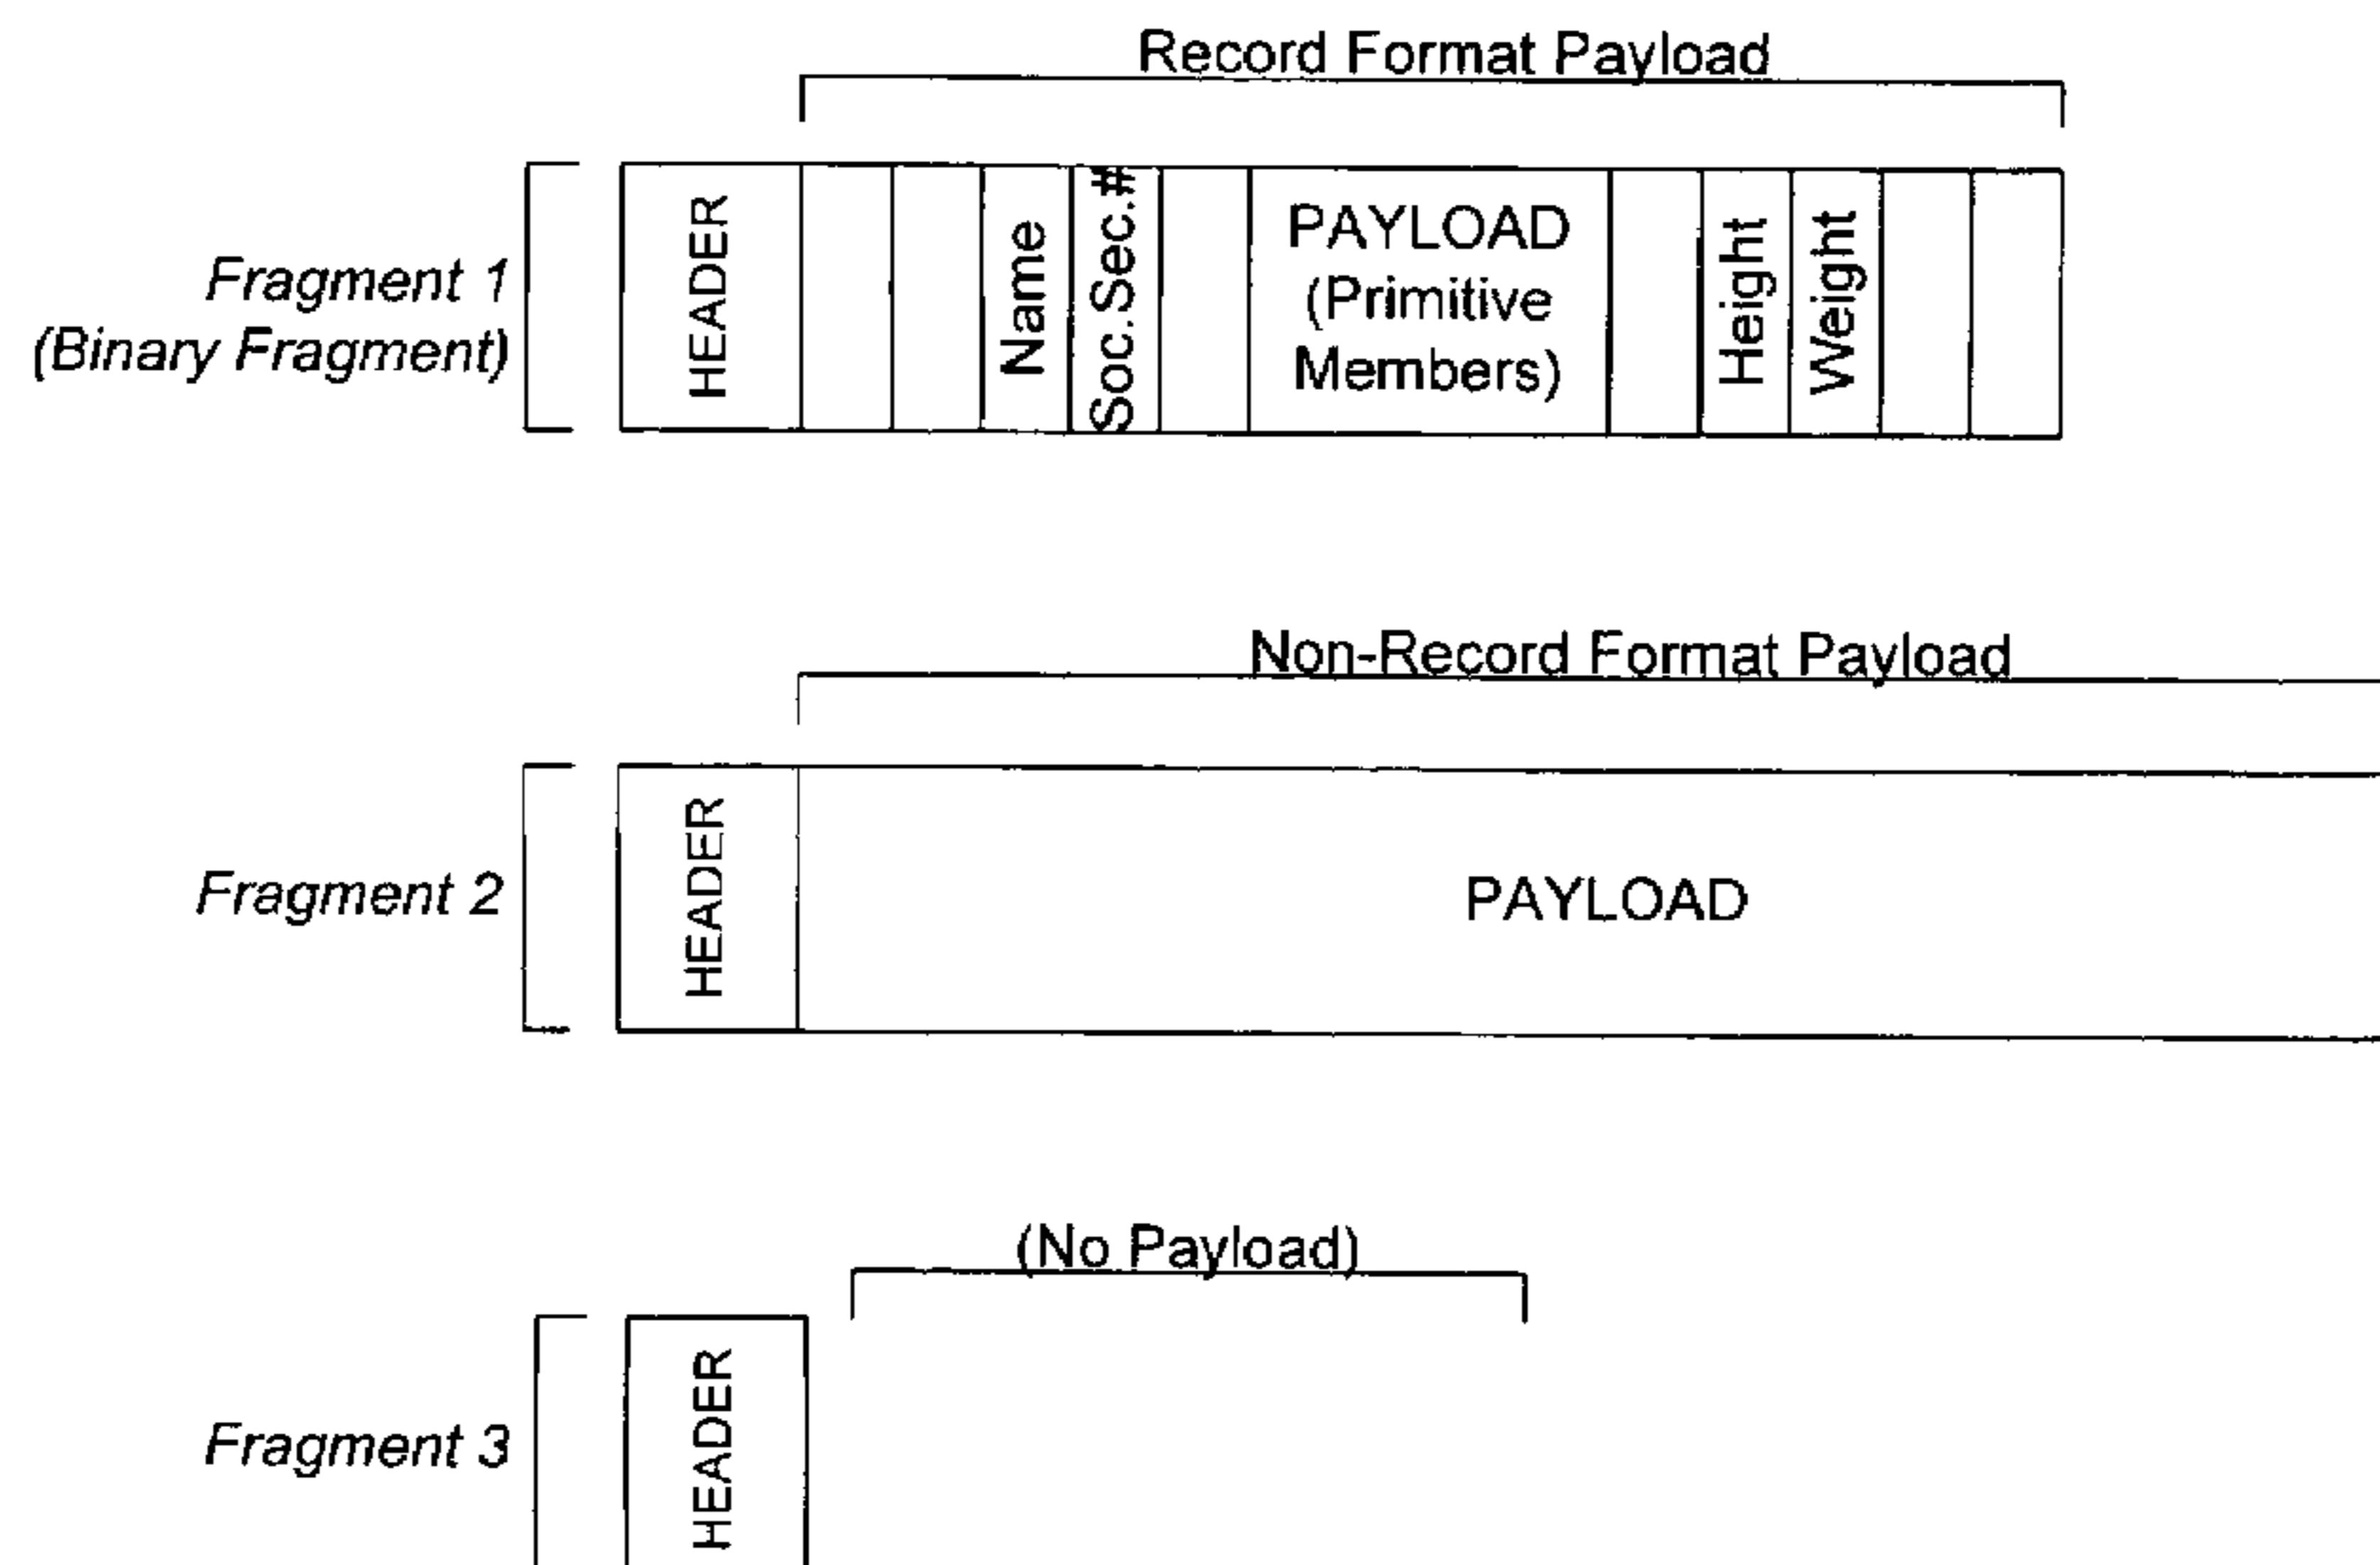 Record Format Payload
Fragment 1
(Binary Fragment)
HEADER
Name
Soc.Sec.#
PAYLOAD
(Primitive
Members)
Height
Weight
Non-Record Format Payload
Fragment 2
HEADER
PAYLOAD
(No Payload)
Fragment 3
HEADER